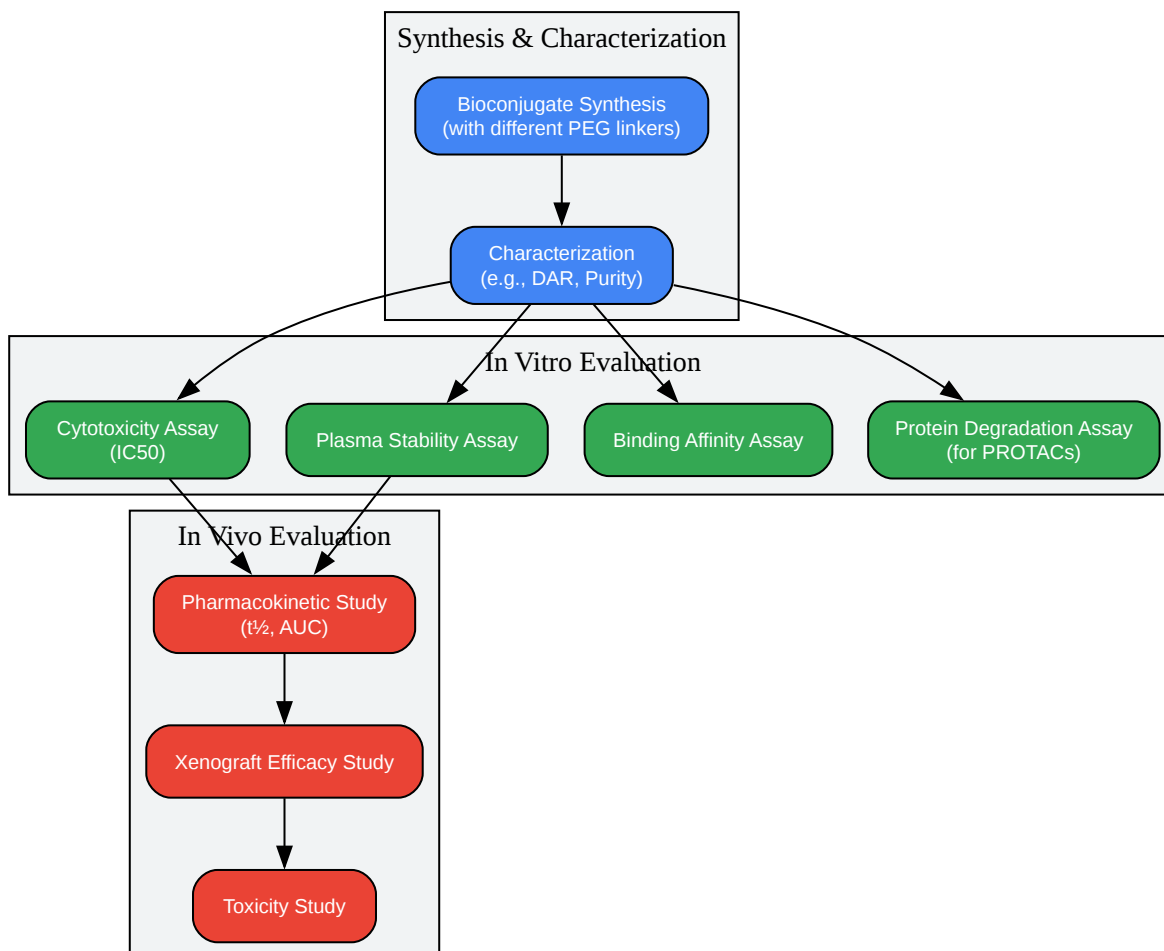 Synthesis & Characterization
Bioconjugate Synthesis
(with different PEG linkers)
Characterization
(e.g., DAR, Purity)
In Vitro Evaluation
Cytotoxicity Assay
(IC50)
Plasma Stability Assay
Binding Affinity Assay
Protein Degradation Assay
(for PROTACs)
In Vivo Evaluation
Pharmacokinetic Study
(t½, AUC)
Xenograft Efficacy Study
Toxicity Study